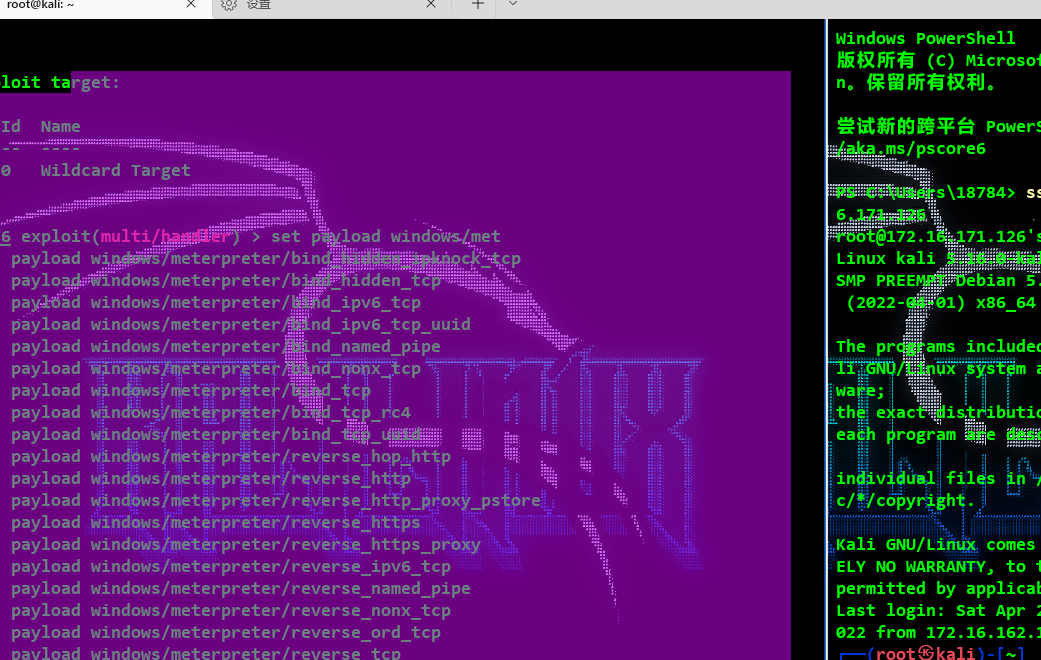 root@kali: ~
设置
loit target:
Id Name
-- ----
0 Wildcard Target
6 exploit(multi/handler) > set payload windows/met
payload windows/meterpreter/bind_hidden_ipknock_tcp
payload windows/meterpreter/bind_hidden_tcp
payload windows/meterpreter/bind_ipv6_tcp
payload windows/meterpreter/bind_ipv6_tcp_uuid
payload windows/meterpreter/bind_named_pipe
payload windows/meterpreter/bind_nonx_tcp
payload windows/meterpreter/bind_tcp
payload windows/meterpreter/bind_tcp_rc4
payload windows/meterpreter/bind_tcp_uuid
payload windows/meterpreter/reverse_hop_http
payload windows/meterpreter/reverse_http
payload windows/meterpreter/reverse_http_proxy_pstore
payload windows/meterpreter/reverse_https
payload windows/meterpreter/reverse_https_proxy
payload windows/meterpreter/reverse_ipv6_tcp
payload windows/meterpreter/reverse_named_pipe
payload windows/meterpreter/reverse_nonx_tcp
payload windows/meterpreter/reverse_ord_tcp
payload windows/meterpreter/reverse_tcp
Windows PowerShell
版权所有 (C) Microsof
n。保留所有权利。
尝试新的跨平台 PowerS
/aka.ms/pscore6
PS C:\Users\18784> ss
6.171.126
root@172.16.171.126's
Linux kali 5.16.0-kal
SMP PREEMPT Debian 5.
(2022-04-01) x86_64
The programs included
li GNU/Linux system a
ware;
the exact distributio
each program are desc
individual files in /
c/*/copyright.
Kali GNU/Linux comes
ELY NO WARRANTY, to t
permitted by applicab
Last login: Sat Apr 2
022 from 172.16.162.1
┌──(root㉿kali)-[~]